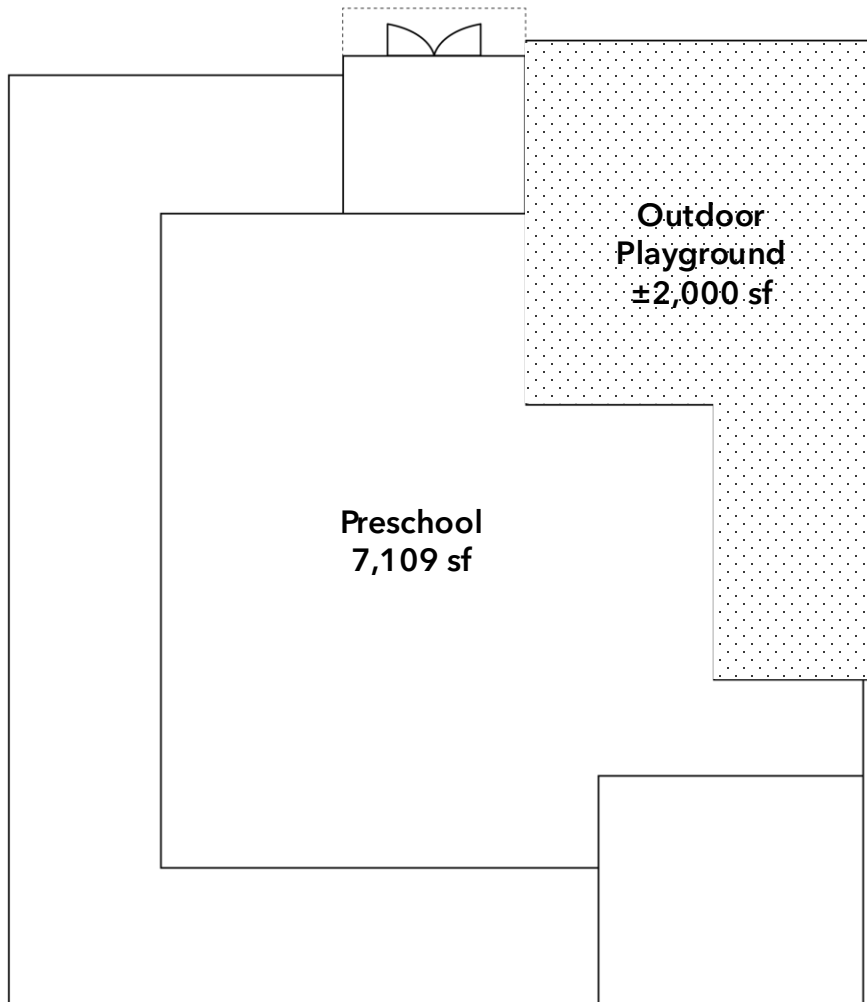 Outdoor
Playground
±2,000 sf
Preschool
7,109 sf